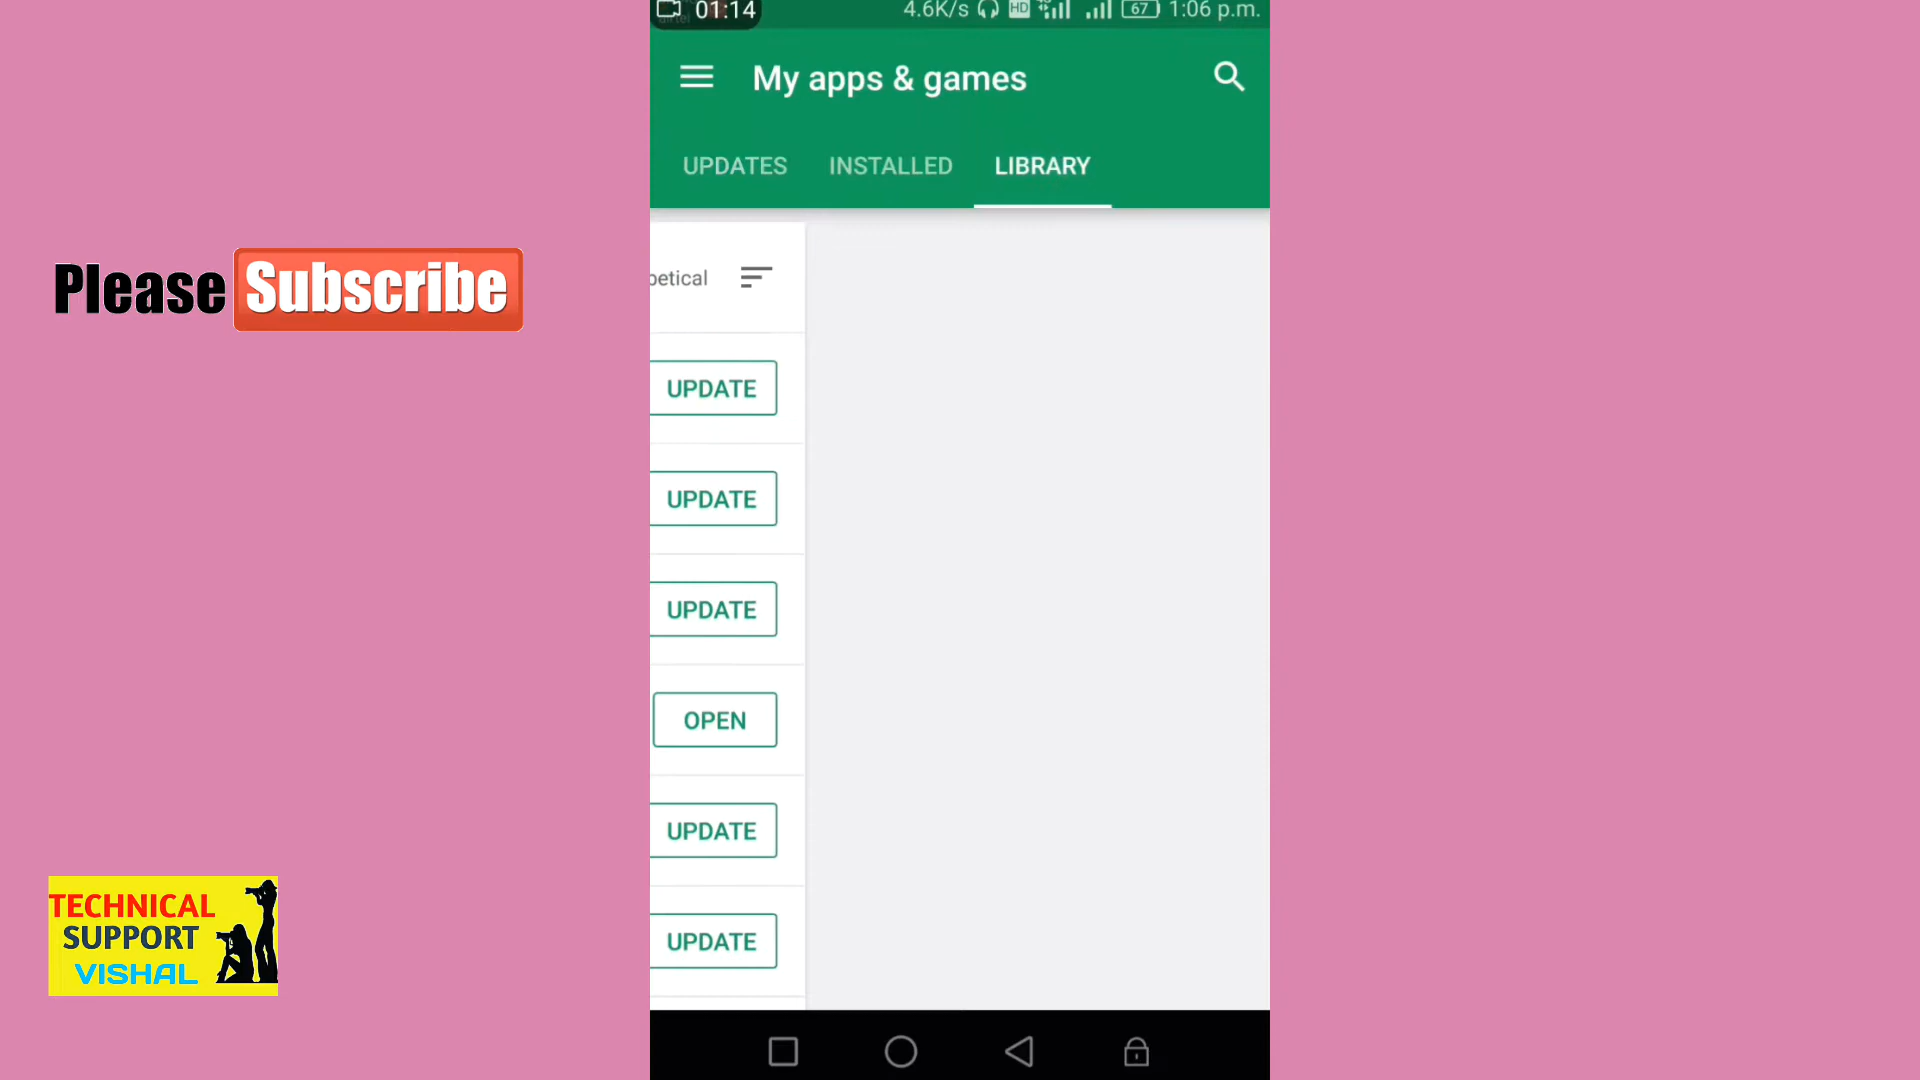 01:14 4.6K/s HD 67 1:06 p.m.
My apps & games
UPDATES INSTALLED LIBRARY
betical
UPDATE
UPDATE
UPDATE
OPEN
UPDATE
UPDATE
Please Subscribe
TECHNICAL
SUPPORT
VISHAL